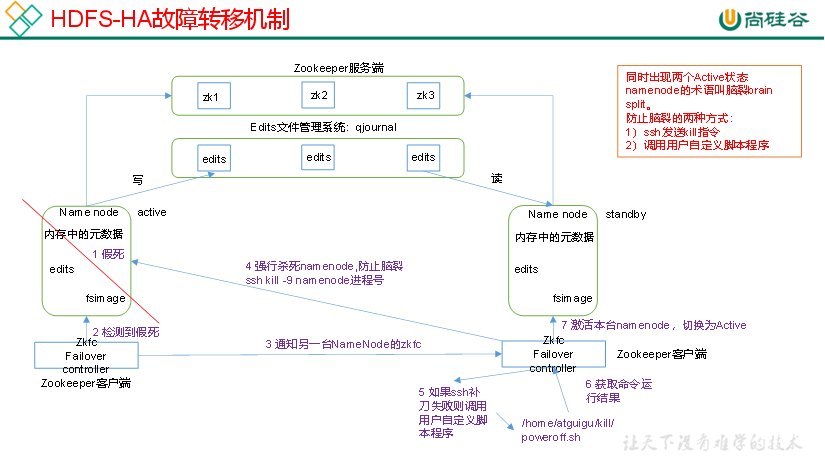 HDFS-HA故障转移机制
尚硅谷
Zookeeper服务端
zk1
zk2
zk3
Edits文件管理系统：qjournal
edits
edits
edits
同时出现两个Active状态
namenode的术语叫脑裂brain
split。
防止脑裂的两种方式：
1）ssh发送kill指令
2）调用用户自定义脚本程序
写
读
Name node
active
内存中的元数据
1 假死
edits
fsimage
Name node
standby
内存中的元数据
edits
fsimage
4 强行杀死namenode,防止脑裂
ssh kill -9 namenode进程号
2 检测到假死
3 通知另一台NameNode的zkfc
7 激活本台namenode，切换为Active
Zkfc
Failover
controller
Zookeeper客户端
Zkfc
Failover
controller
Zookeeper客户端
5 如果ssh补
刀失败则调用
用户自定义脚
本程序
6 获取命令运
行结果
/home/atguigu/kill/
poweroff.sh
让天下没有难学的技术